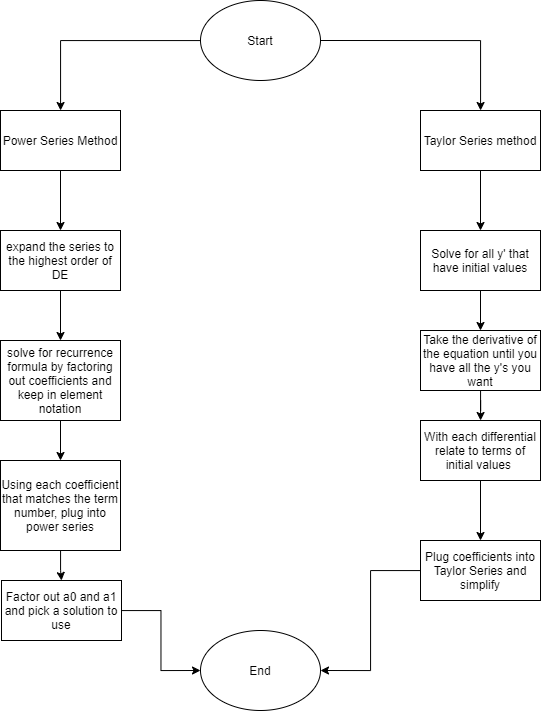 Start
Power Series Method
expand the series to
the highest order of
DE
solve for recurrence
formula by factoring
out coefficients and
keep in element
notation
Using each coefficient
that matches the term
number, plug into
power series
Factor out a0 and a1
and pick a solution to
use
Taylor Series method
Solve for all y' that
have initial values
Take the derivative of
the equation until you
have all the y's you
want
With each differential
relate to terms of
initial values
Plug coefficients into
Taylor Series and
simplify
End